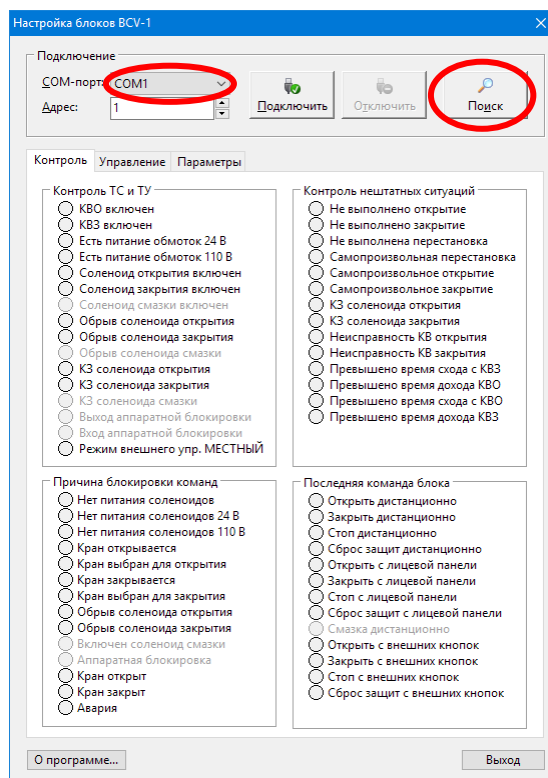 Настройка блоков BCV-1
Подключение
COM-порт: COM1
Адрес: 1
Подключить
Отключить
Поиск
Контроль Управление Параметры
Контроль ТС и ТУ
КВО включен
КВЗ включен
Есть питание обмоток 24 В
Есть питание обмоток 110 В
Соленоид открытия включен
Соленоид закрытия включен
Соленоид смазки включен
Обрыв соленоида открытия
Обрыв соленоида закрытия
Обрыв соленоида смазки
КЗ соленоида открытия
КЗ соленоида закрытия
КЗ соленоида смазки
Выход аппаратной блокировки
Вход аппаратной блокировки
Режим внешнего упр. МЕСТНЫЙ
Контроль нештатных ситуаций
Не выполнено открытие
Не выполнено закрытие
Не выполнена перестановка
Самопроизвольная перестановка
Самопроизвольное открытие
Самопроизвольное закрытие
КЗ соленоида открытия
КЗ соленоида закрытия
Неисправность КВ открытия
Неисправность КВ закрытия
Превышено время схода с КВЗ
Превышено время дохода КВО
Превышено время схода с КВО
Превышено время дохода КВЗ
Причина блокировки команд
Нет питания соленоидов
Нет питания соленоидов 24 В
Нет питания соленоидов 110 В
Кран открывается
Кран выбран для открытия
Кран закрывается
Кран выбран для закрытия
Обрыв соленоида открытия
Обрыв соленоида закрытия
Включен соленоид смазки
Аппаратная блокировка
Кран открыт
Кран закрыт
Авария
Последняя команда блока
Открыть дистанционно
Закрыть дистанционно
Стоп дистанционно
Сброс защит дистанционно
Открыть с лицевой панели
Закрыть с лицевой панели
Стоп с лицевой панели
Сброс защит с лицевой панели
Смазка дистанционно
Открыть с внешних кнопок
Закрыть с внешних кнопок
Стоп с внешних кнопок
Сброс защит с внешних кнопок
О программе...
Выход